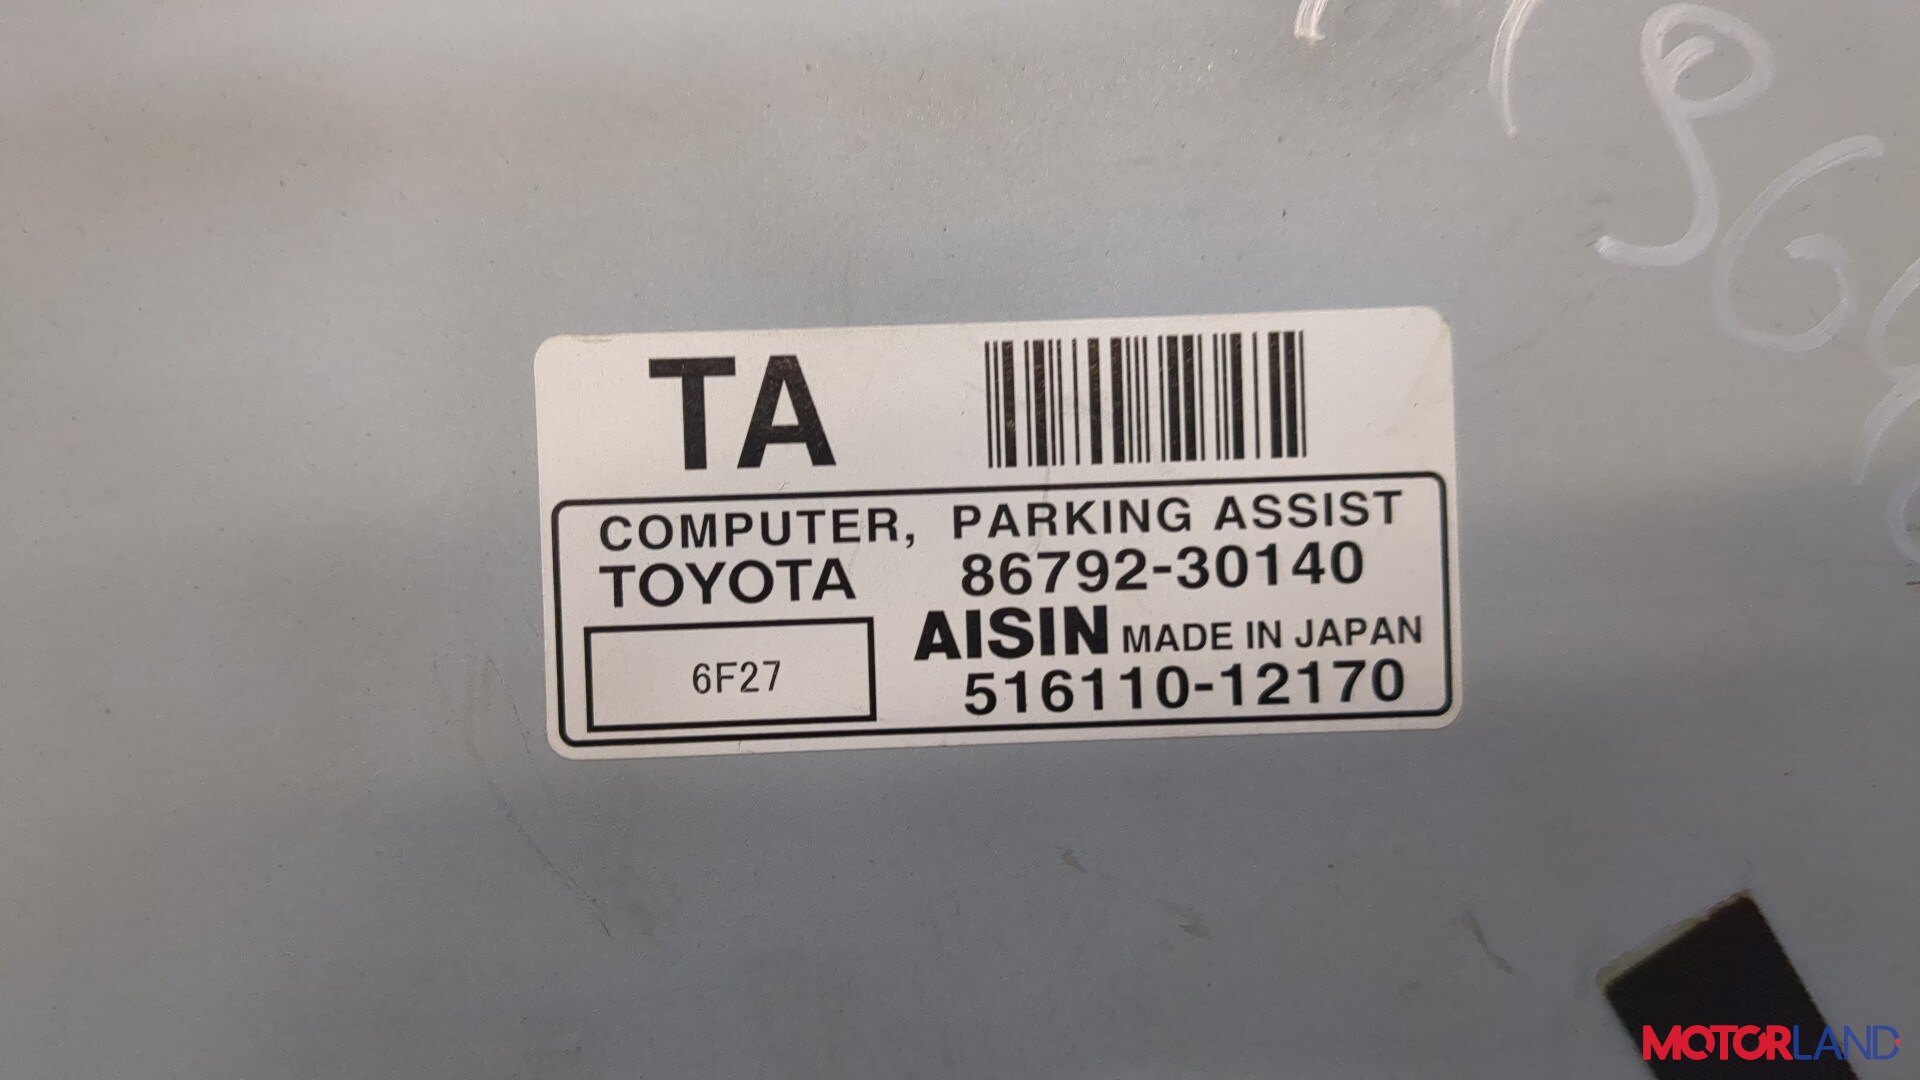 TA
COMPUTER, PARKING ASSIST
TOYOTA 86792-30140
AISIN MADE IN JAPAN
6F27
516110-12170
MOTORLAND